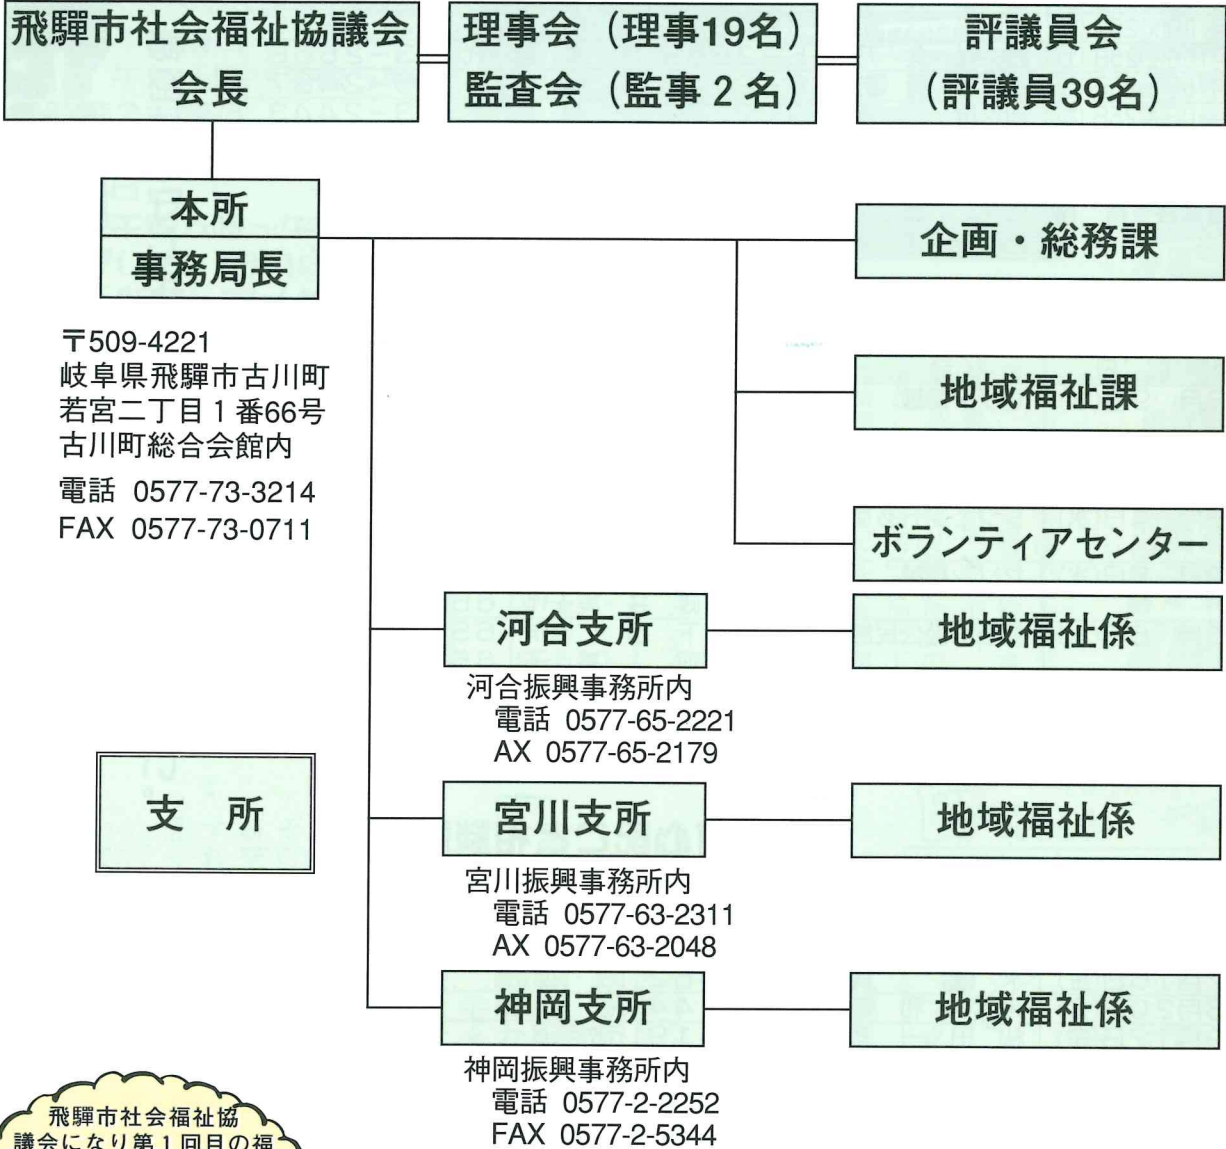 飛驒市社会福祉協議会
会長
理事会（理事19名）
監査会（監事２名）
評議員会
（評議員39名）
本所
事務局長
〒509-4221
岐阜県飛驒市古川町
若宮二丁目１番66号
古川町総合会館内
電話 0577-73-3214
FAX 0577-73-0711
企画・総務課
地域福祉課
ボランティアセンター
河合支所
地域福祉係
河合振興事務所内
電話 0577-65-2221
AX 0577-65-2179
支 所
宮川支所
地域福祉係
宮川振興事務所内
電話 0577-63-2311
AX 0577-63-2048
神岡支所
地域福祉係
神岡振興事務所内
電話 0577-2-2252
FAX 0577-2-5344
飛驒市社会福祉協
議会になり第１回目の福